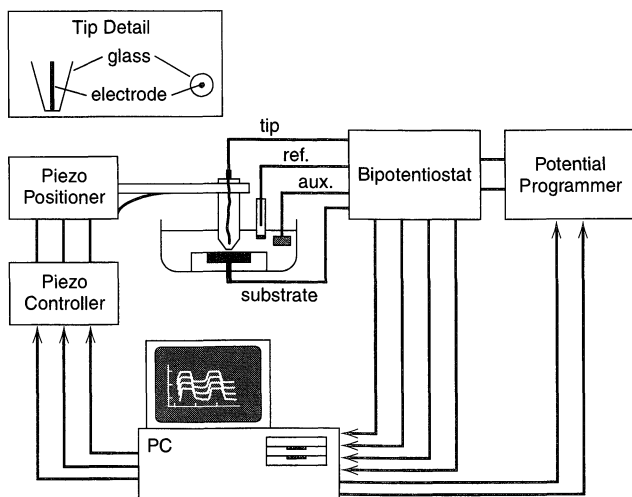 Tip Detail
glass
electrode
tip
ref.
aux.
substrate
Piezo
Positioner
Piezo
Controller
Bipotentiostat
Potential
Programmer
PC